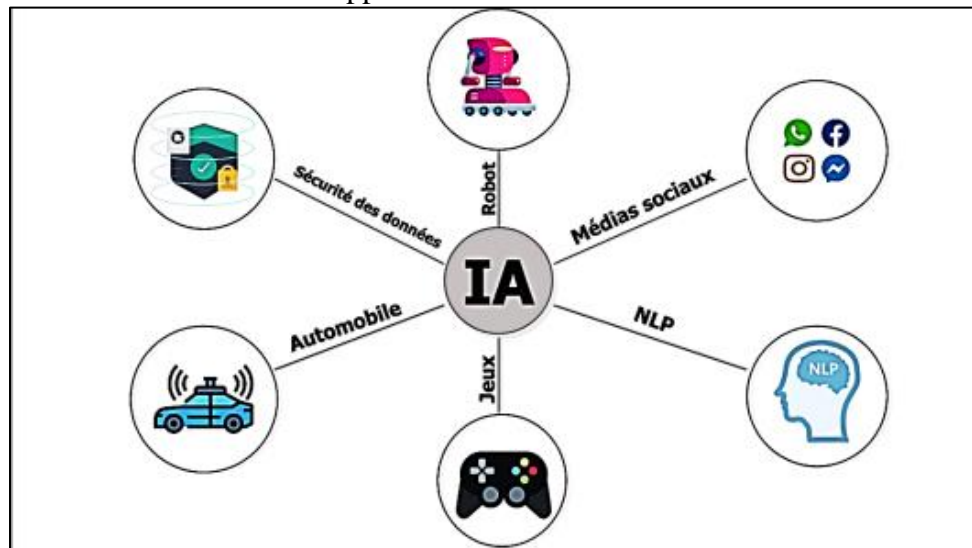 Robot
Sécurité des données
Médias sociaux
IA
Automobile
NLP
NLP
Jeux